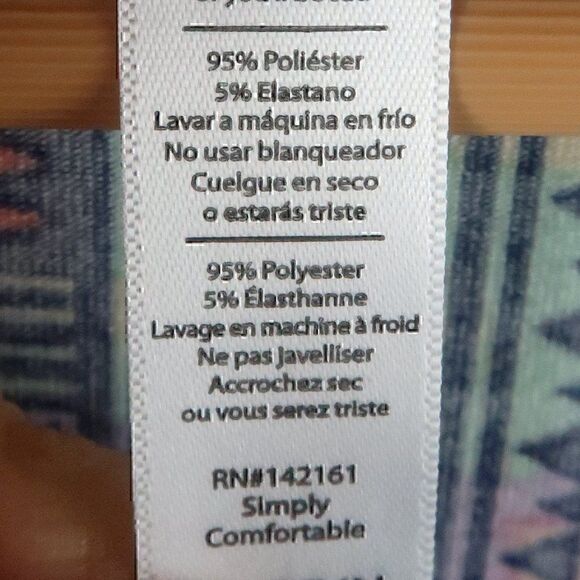 95% Poliéster
5% Elastano
Lavar a máquina en frío
No usar blanqueador
Cuelgue en seco
o estarás triste
95% Polyester
5% Élasthanne
Lavage en machine à froid
Ne pas Javelliser
Accrochez sec
ou vous serez triste
RN#142161
Simply
Comfortable